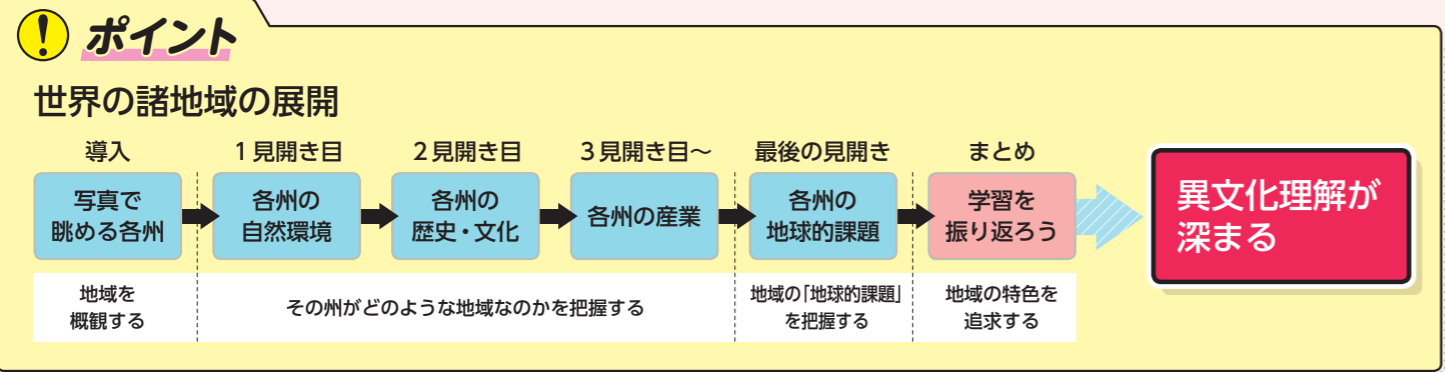 ！ポイント
世界の諸地域の展開
導入
1見開き目
2見開き目
3見開き目～
最後の見開き
まとめ
写真で
眺める各州
各州の
自然環境
各州の
歴史・文化
各州の産業
各州の
地球的課題
学習を
振り返ろう
異文化理解が
深まる
地域を
概観する
その州がどのような地域なのかを把握する
地域の「地球的課題」
を把握する
地域の特色を
追求する